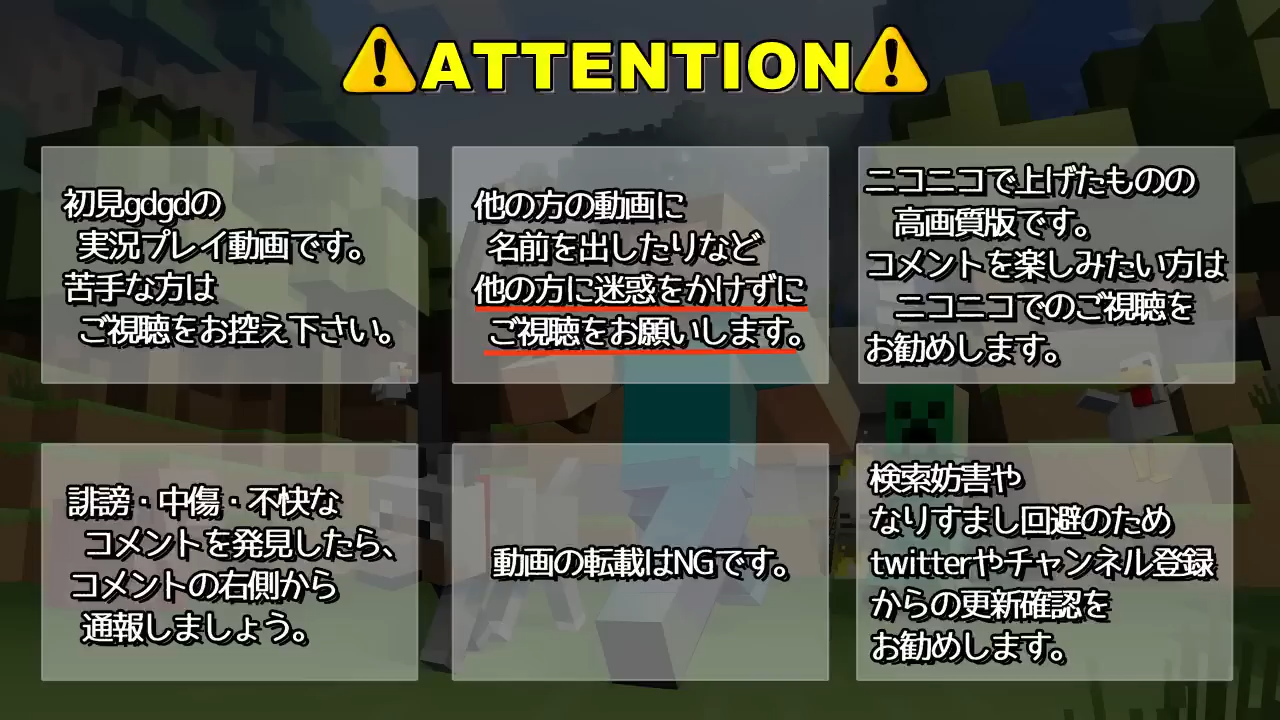 ⚠ATTENTION⚠
初見gdgdの
実況プレイ動画です。
苦手な方は
ご視聴をお控え下さい。
他の方の動画に
名前を出したりなど
他の方に迷惑をかけずに
ご視聴をお願いします。
ニコニコで上げたものの
高画質版です。
コメントを楽しみたい方は
ニコニコでのご視聴を
お勧めします。
誹謗・中傷・不快な
コメントを発見したら、
コメントの右側から
通報しましょう。
動画の転載はNGです。
検索妨害や
なりすまし回避のため
twitterやチャンネル登録
からの更新確認を
お勧めします。